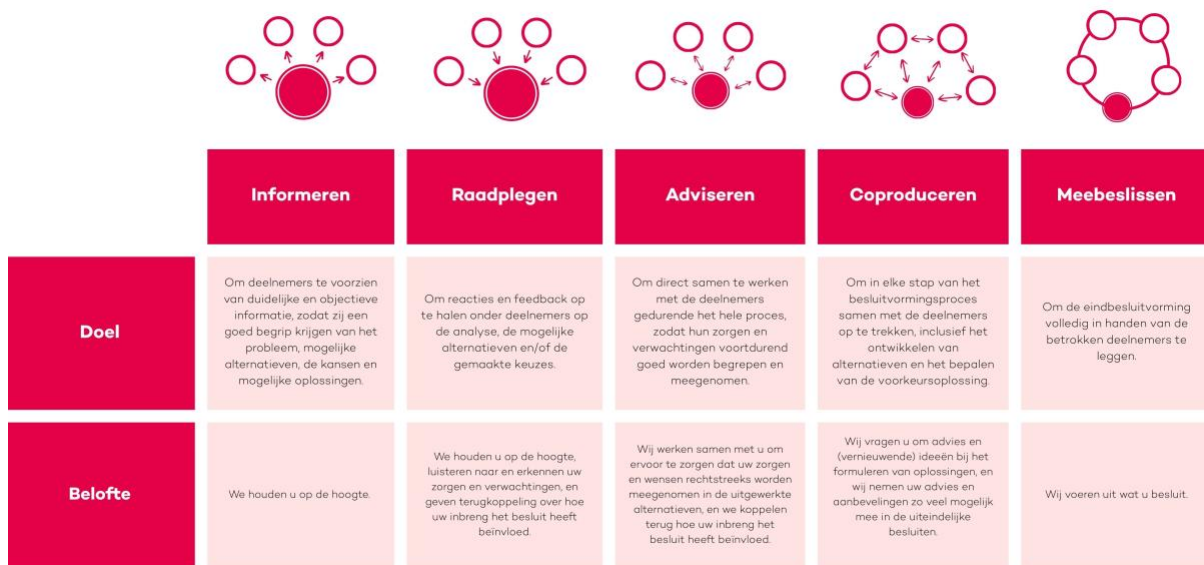 Informeren
Raadplegen
Adviseren
Coproduceren
Meebeslissen
Doel
Om deelnemers te voorzien
van duidelijke en objectieve
informatie, zodat zij een
goed begrip krijgen van het
probleem, mogelijke
alternatieven, de kansen en
mogelijke oplossingen.
Om reacties en feedback op
te halen onder deelnemers op
de analyse, de mogelijke
alternatieven en/of de
gemaakte keuzes.
Om direct samen te werken
met de deelnemers
gedurende het hele proces,
zodat hun zorgen en
verwachtingen voortdurend
goed worden begrepen en
meegenomen.
Om in elke stap van het
besluitvormingsproces
samen met de deelnemers
op te trekken, inclusief het
ontwikkelen van
alternatieven en het bepalen
van de voorkeursoplossing.
Om de eindbesluitvorming
volledig in handen van de
betrokken deelnemers te
leggen.
Belofte
We houden u op de hoogte.
We houden u op de hoogte,
luisteren naar en erkennen uw
zorgen en verwachtingen, en
geven terugkoppeling over hoe
uw inbreng het besluit heeft
beïnvloed.
Wij werken samen met u om
ervoor te zorgen dat uw zorgen
en wensen rechtstreeks worden
meegenomen in de uitgewerkte
alternatieven, en we koppelen
terug hoe uw inbreng het
besluit heeft beïnvloed.
Wij vragen u om advies en
(vernieuwende) ideeën bij het
formuleren van oplossingen, en
wij nemen uw advies en
aanbevelingen zo veel mogelijk
mee in de uiteindelijke
besluiten.
Wij voeren uit wat u besluit.